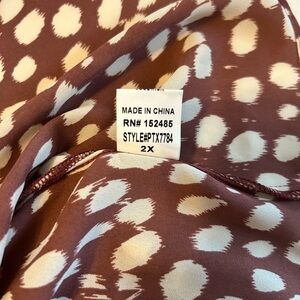 MADE IN CHINA
RN# 152485
STYLE#PTX7784
2X